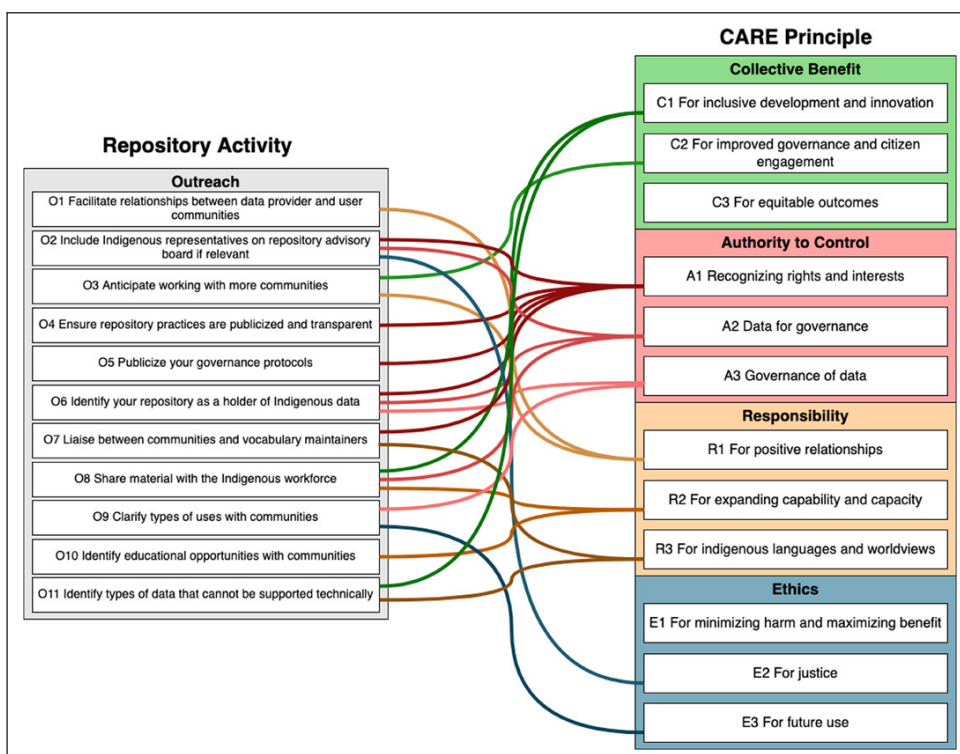 Repository Activity
Outreach
O1 Facilitate relationships between data provider and user
communities
O2 Include Indigenous representatives on repository advisory
board if relevant
O3 Anticipate working with more communities
O4 Ensure repository practices are publicized and transparent
O5 Publicize your governance protocols
O6 Identify your repository as a holder of Indigenous data
O7 Liaise between communities and vocabulary maintainers
O8 Share material with the Indigenous workforce
O9 Clarify types of uses with communities
O10 Identify educational opportunities with communities
O11 Identify types of data that cannot be supported technically
CARE Principle
Collective Benefit
C1 For inclusive development and innovation
C2 For improved governance and citizen
engagement
C3 For equitable outcomes
Authority to Control
A1 Recognizing rights and interests
A2 Data for governance
A3 Governance of data
Responsibility
R1 For positive relationships
R2 For expanding capability and capacity
R3 For indigenous languages and worldviews
Ethics
E1 For minimizing harm and maximizing benefit
E2 For justice
E3 For future use